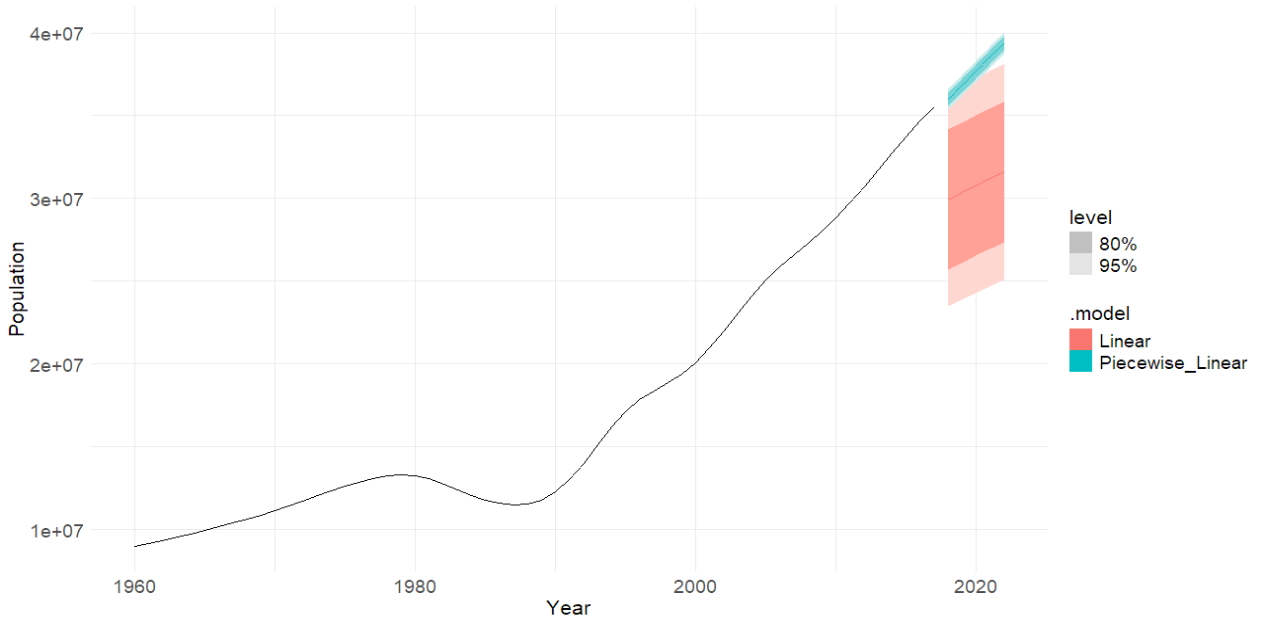 4e+07
3e+07
2e+07
1e+07
Population
1960
1980
2000
2020
Year
level
80%
95%
.model
Linear
Piecewise_Linear